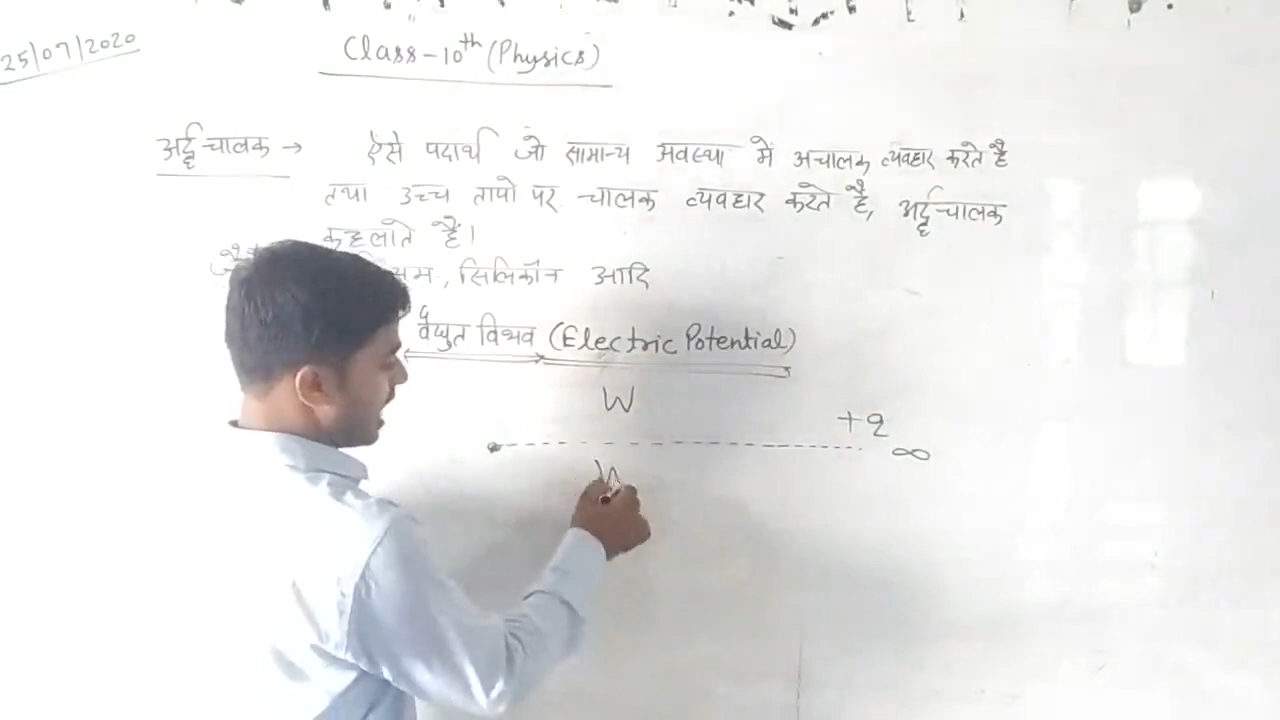 25/07/2020
Class-10th (Physics)
अर्द्धचालक → ऐसे पदार्थ जो सामान्य अवस्था में अचालक व्यवहार करते है
तथा उच्च तापो पर चालक व्यवहार करते है, अर्द्धचालक
कहलाते हैं।
सिलिकॉन आदि
वैद्युत विभव (Electric Potential)
W
+q
∞
W